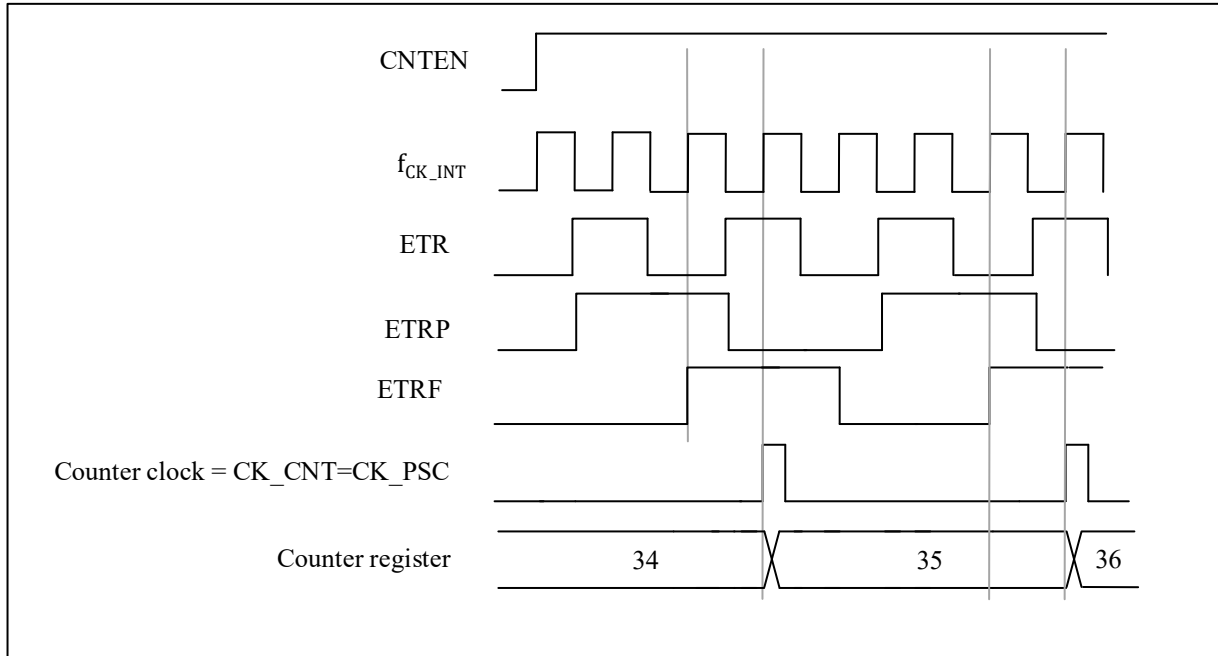 CNTEN
fCK_INT
ETR
ETRP
ETRF
Counter clock = CK_CNT=CK_PSC
Counter register
34
35
36